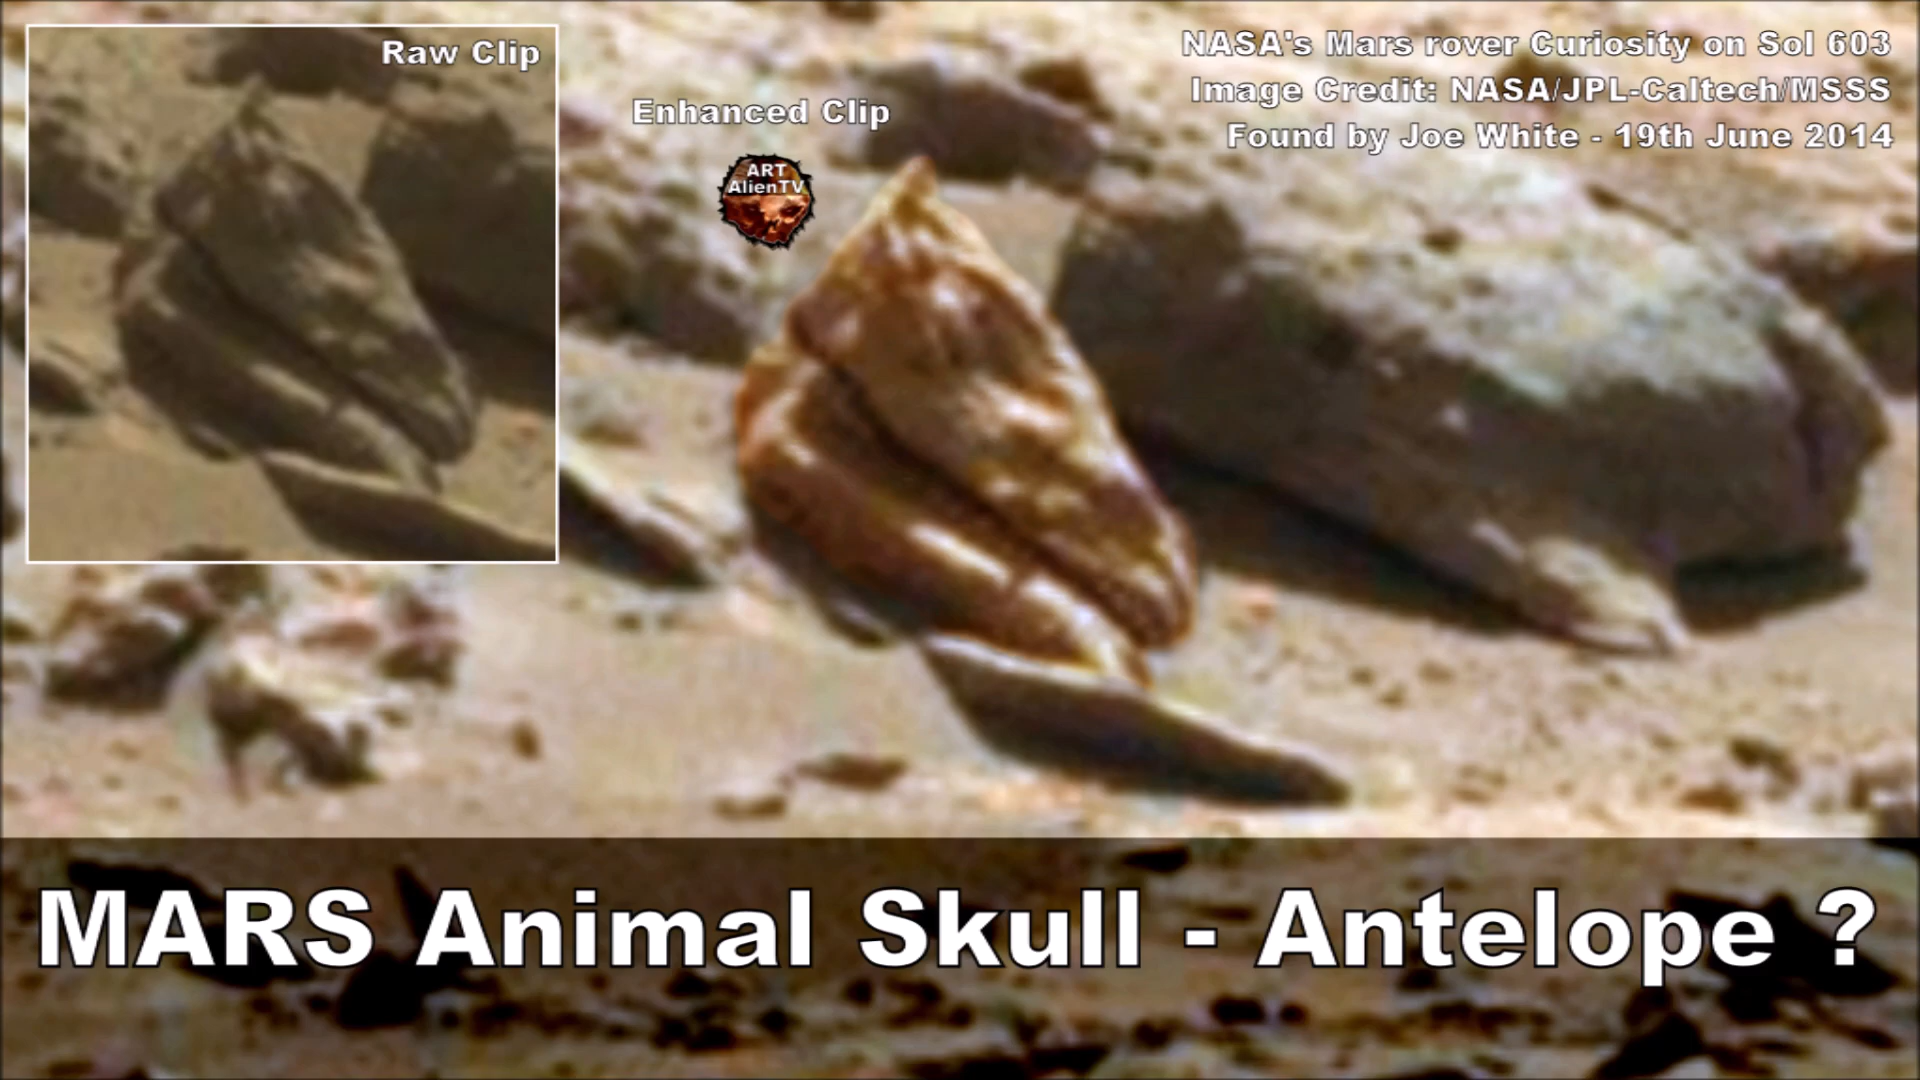 Raw Clip
NASA's Mars rover Curiosity on Sol 603
Image Credit: NASA/JPL-Caltech/MSSS
Found by Joe White - 19th June 2014
Enhanced Clip
ART
AlienTV
MARS Animal Skull - Antelope ?